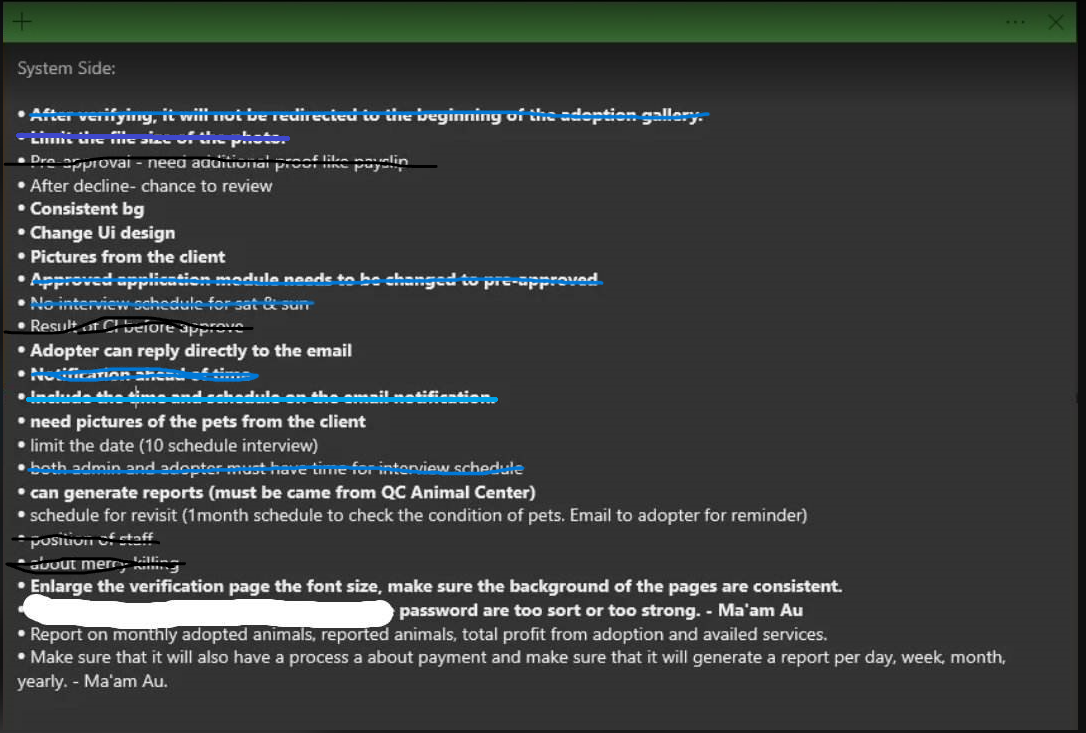 System Side:
• After verifying, it will not be redirected to the beginning of the adoption gallery.
• Limit the file size of the photo.
• Pre-approval - need additional proof like payslip
• After decline- chance to review
• Consistent bg
• Change Ui design
• Pictures from the client
• Approved application module needs to be changed to pre-approved
• No interview schedule for sat & sun
• Result of CI before approve
• Adopter can reply directly to the email
• Notification ahead of time
• Include the time and schedule on the email notification.
• need pictures of the pets from the client
• limit the date (10 schedule interview)
• both admin and adopter must have time for interview schedule
• can generate reports (must be came from QC Animal Center)
• schedule for revisit (1month schedule to check the condition of pets. Email to adopter for reminder)
• position of staff
• about mercy killing
• Enlarge the verification page the font size, make sure the background of the pages are consistent.
• password are too sort or too strong. - Ma'am Au
• Report on monthly adopted animals, reported animals, total profit from adoption and availed services.
• Make sure that it will also have a process a about payment and make sure that it will generate a report per day, week, month,
yearly. - Ma'am Au.